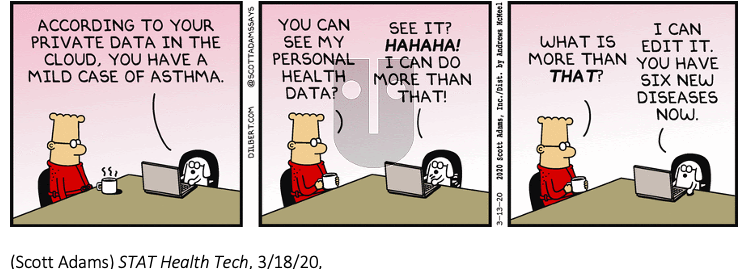 ACCORDING TO YOUR
PRIVATE DATA IN THE
CLOUD, YOU HAVE A
MILD CASE OF ASTHMA.
DILBERT.COM @SCOTTADAMSSAYS
YOU CAN
SEE MY
PERSONAL
HEALTH
DATA?
SEE IT?
HAHAHA!
I CAN DO
MORE THAN
THAT!
3-13-20 2020 Scott Adams, Inc./Dist. by Andrews McMeel
WHAT IS
MORE THAN
THAT?
I CAN
EDIT IT.
YOU HAVE
SIX NEW
DISEASES
NOW.
(Scott Adams) STAT Health Tech, 3/18/20,